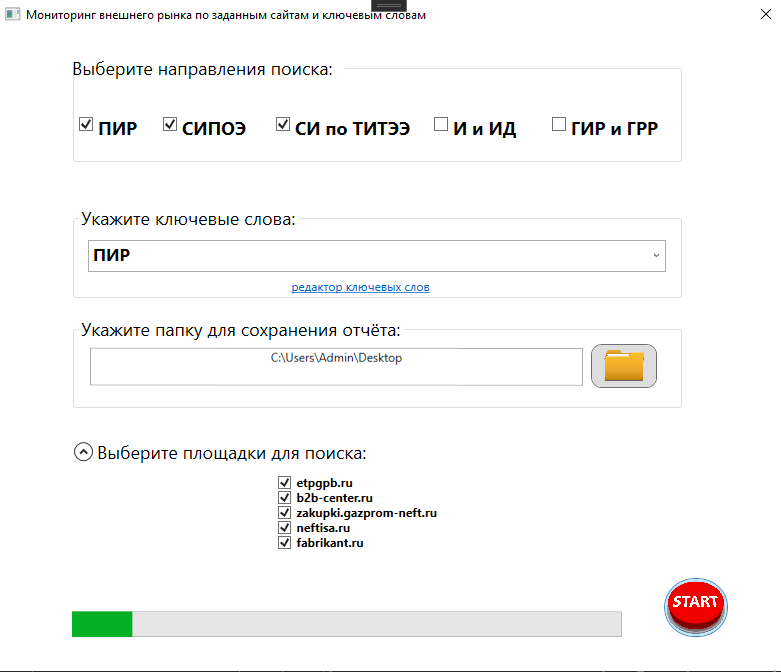 Мониторинг внешнего рынка по заданным сайтам и ключевым словам
Выберите направления поиска:
ПИР СИПОЭ СИ по ТИТЭЭ И и ИД ГИР и ГРР
Укажите ключевые слова:
ПИР
редактор ключевых слов
Укажите папку для сохранения отчёта:
C:\Users\Admin\Desktop
Выберите площадки для поиска:
etpgpb.ru
b2b-center.ru
zakupki.gazprom-neft.ru
neftisa.ru
fabrikant.ru
START